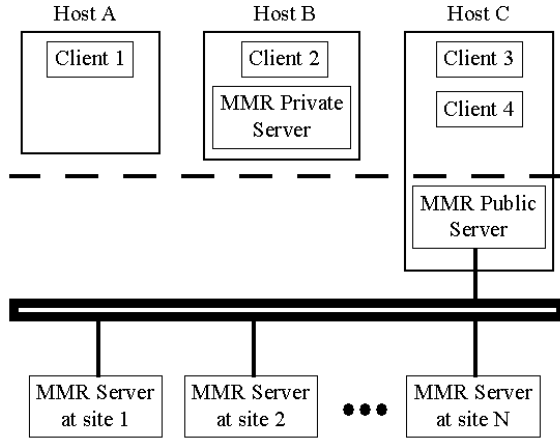 Host A
Host B
Host C
Client 1
Client 2
Client 3
MMR Private
Server
Client 4
MMR Public
Server
MMR Server
at site 1
MMR Server
at site 2
MMR Server
at site N